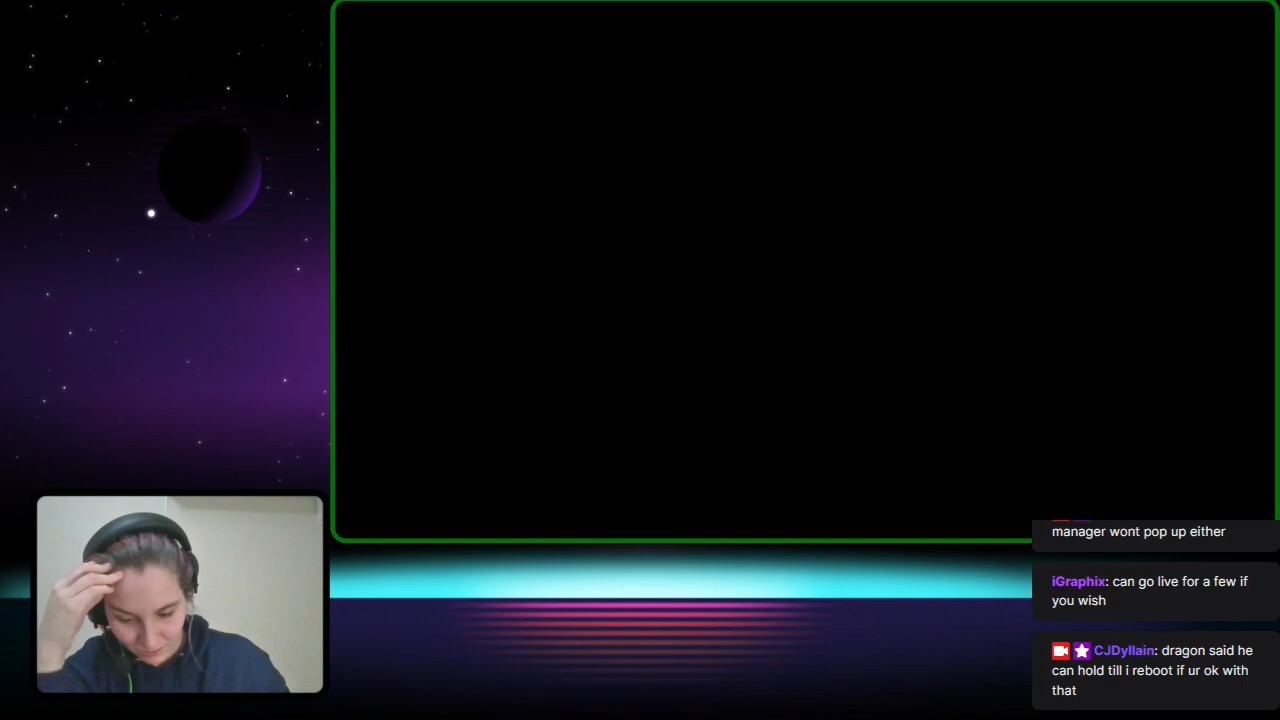 manager wont pop up either
iGraphix: can go live for a few if
you wish
CJDyllain: dragon said he
can hold till i reboot if ur ok with
that